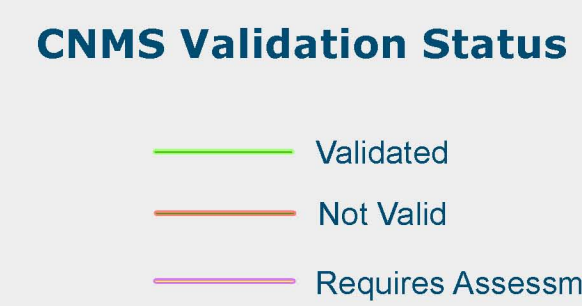 CNMS Validation Status
Validated
Not Valid
Requires Assessm